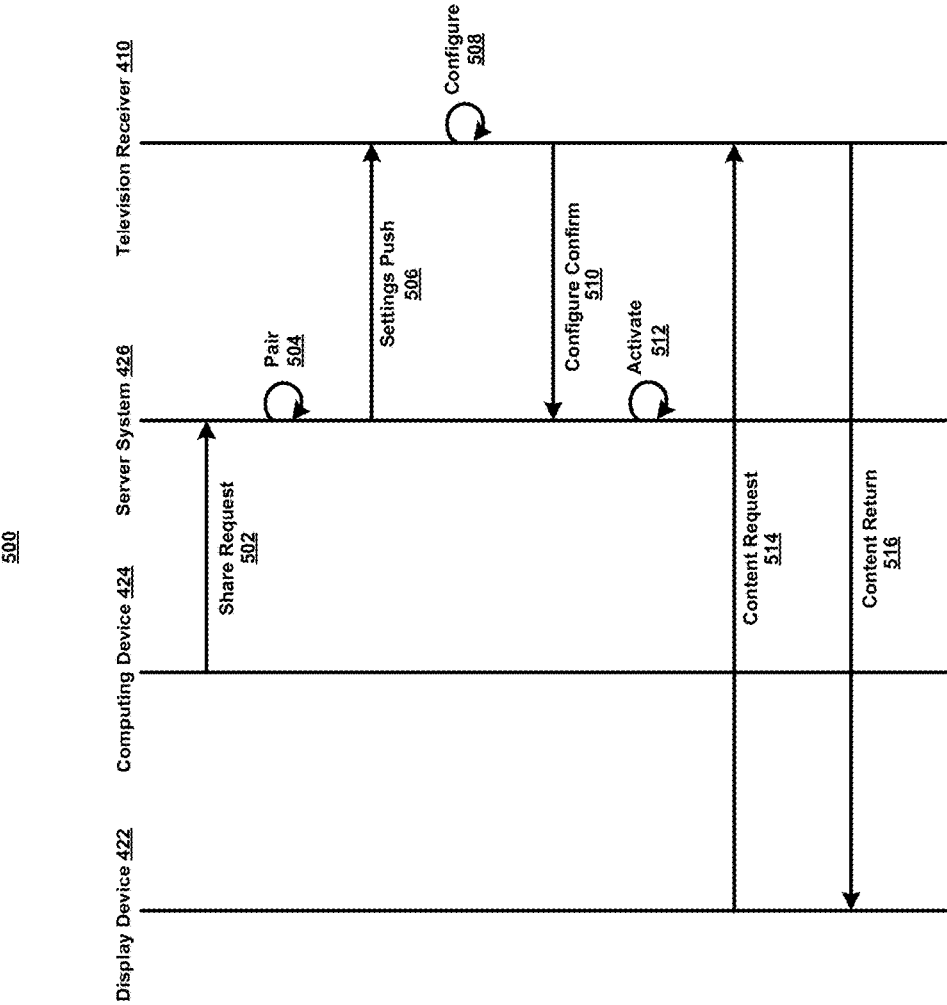 500
Display Device 422
Computing Device 424
Server System 426
Television Receiver 410
Share Request
502
Pair
504
Settings Push
506
Configure
508
Configure Confirm
510
Activate
512
Content Request
514
Content Return
516